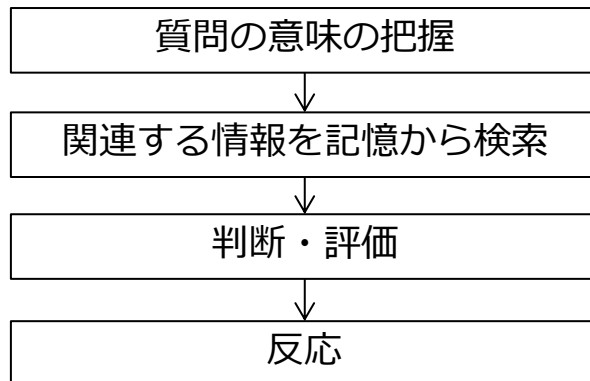 質問の意味の把握
関連する情報を記憶から検索
判断・評価
反応